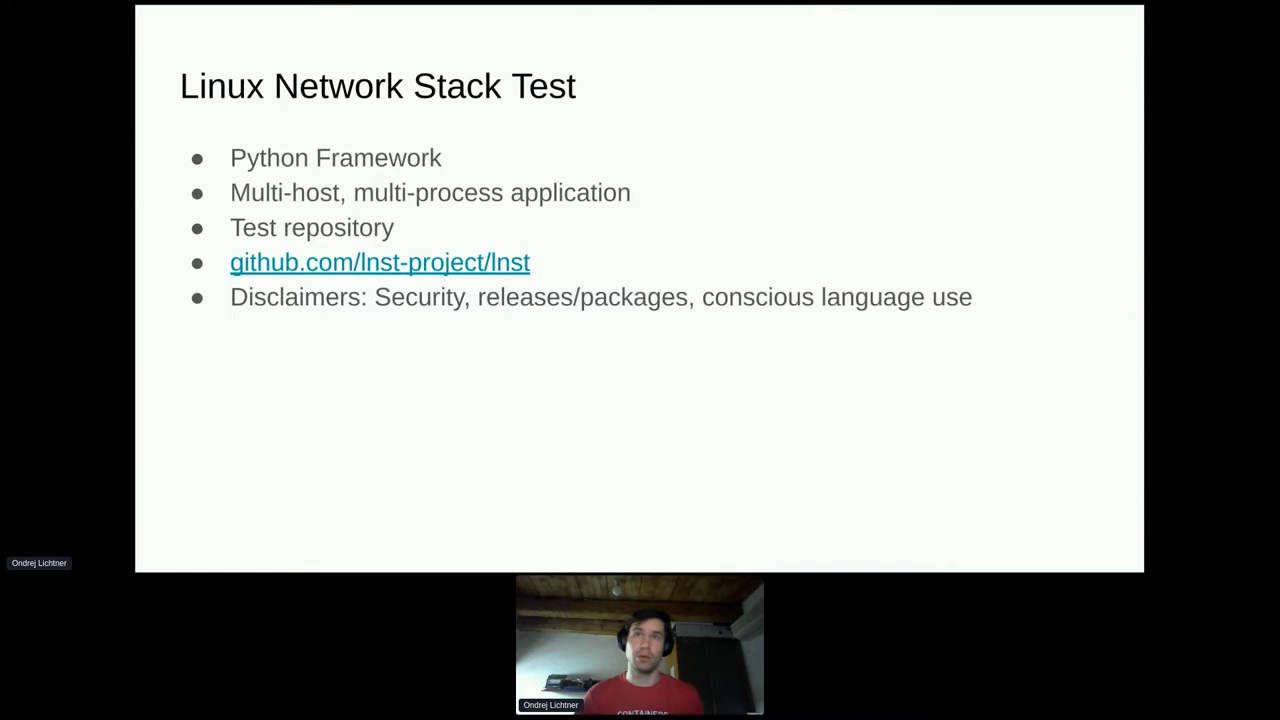 Linux Network Stack Test
● Python Framework
● Multi-host, multi-process application
● Test repository
● github.com/lnst-project/lnst
● Disclaimers: Security, releases/packages, conscious language use
Ondrej Lichtner
Ondrej Lichtner
CONTAINERS